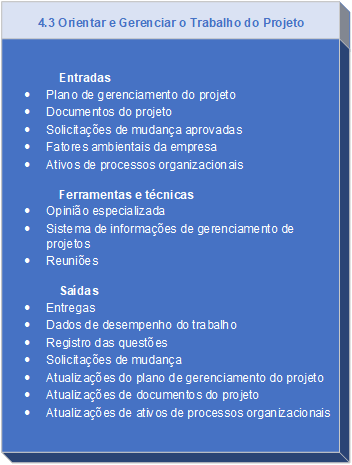 4.3 Orientar e Gerenciar o Trabalho do Projeto
Entradas
• Plano de gerenciamento do projeto
• Documentos do projeto
• Solicitações de mudança aprovadas
• Fatores ambientais da empresa
• Ativos de processos organizacionais
Ferramentas e técnicas
• Opinião especializada
• Sistema de informações de gerenciamento de
projetos
• Reuniões
Saídas
• Entregas
• Dados de desempenho do trabalho
• Registro das questões
• Solicitações de mudança
• Atualizações do plano de gerenciamento do projeto
• Atualizações de documentos do projeto
• Atualizações de ativos de processos organizacionais